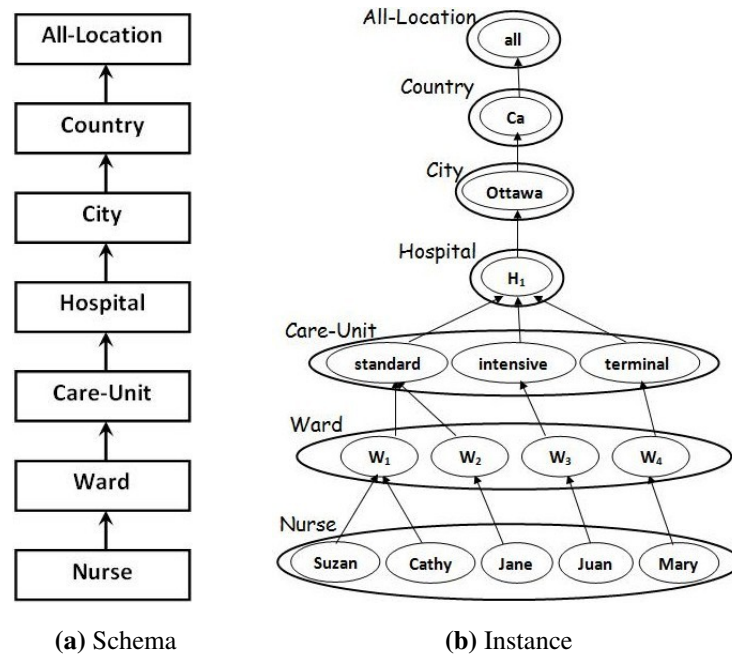 All-Location
Country
City
Hospital
Care-Unit
Ward
Nurse
(a) Schema
All-Location
all
Country
Ca
City
Ottawa
Hospital
H₁
Care-Unit
standard intensive terminal
Ward
W₁ W₂ W₃ W₄
Nurse
Suzan Cathy Jane Juan Mary
(b) Instance